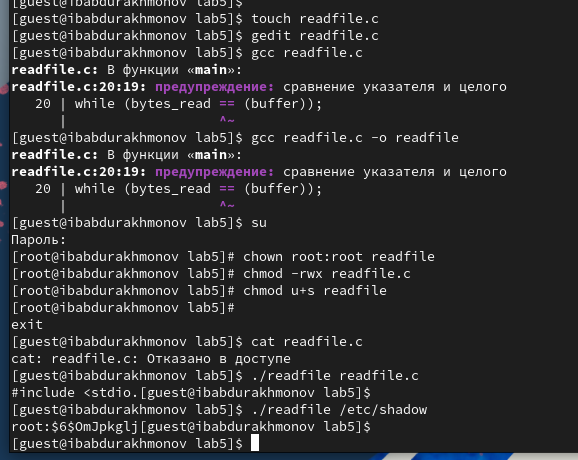 [guest@ibabdurakhmonov lab5]$
[guest@ibabdurakhmonov lab5]$ touch readfile.c
[guest@ibabdurakhmonov lab5]$ gedit readfile.c
[guest@ibabdurakhmonov lab5]$ gcc readfile.c
readfile.c: В функции «main»:
readfile.c:20:19: предупреждение: сравнение указателя и целого
   20 | while (bytes_read == (buffer));
      |                   ^~
[guest@ibabdurakhmonov lab5]$ gcc readfile.c -o readfile
readfile.c: В функции «main»:
readfile.c:20:19: предупреждение: сравнение указателя и целого
   20 | while (bytes_read == (buffer));
      |                   ^~
[guest@ibabdurakhmonov lab5]$ su
Пароль:
[root@ibabdurakhmonov lab5]# chown root:root readfile
[root@ibabdurakhmonov lab5]# chmod -rwx readfile.c
[root@ibabdurakhmonov lab5]# chmod u+s readfile
[root@ibabdurakhmonov lab5]#
exit
[guest@ibabdurakhmonov lab5]$ cat readfile.c
cat: readfile.c: Отказано в доступе
[guest@ibabdurakhmonov lab5]$ ./readfile readfile.c
#include <stdio.[guest@ibabdurakhmonov lab5]$
[guest@ibabdurakhmonov lab5]$ ./readfile /etc/shadow
root:$6$OmJpkglj[guest@ibabdurakhmonov lab5]$
[guest@ibabdurakhmonov lab5]$